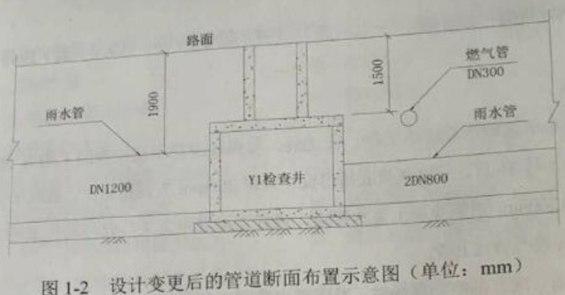 路面
1900
1500
燃气管
DN300
雨水管
雨水管
DN1200
Y1检查井
2DN800
图1-2 设计变更后的管道断面布置示意图（单位：mm）